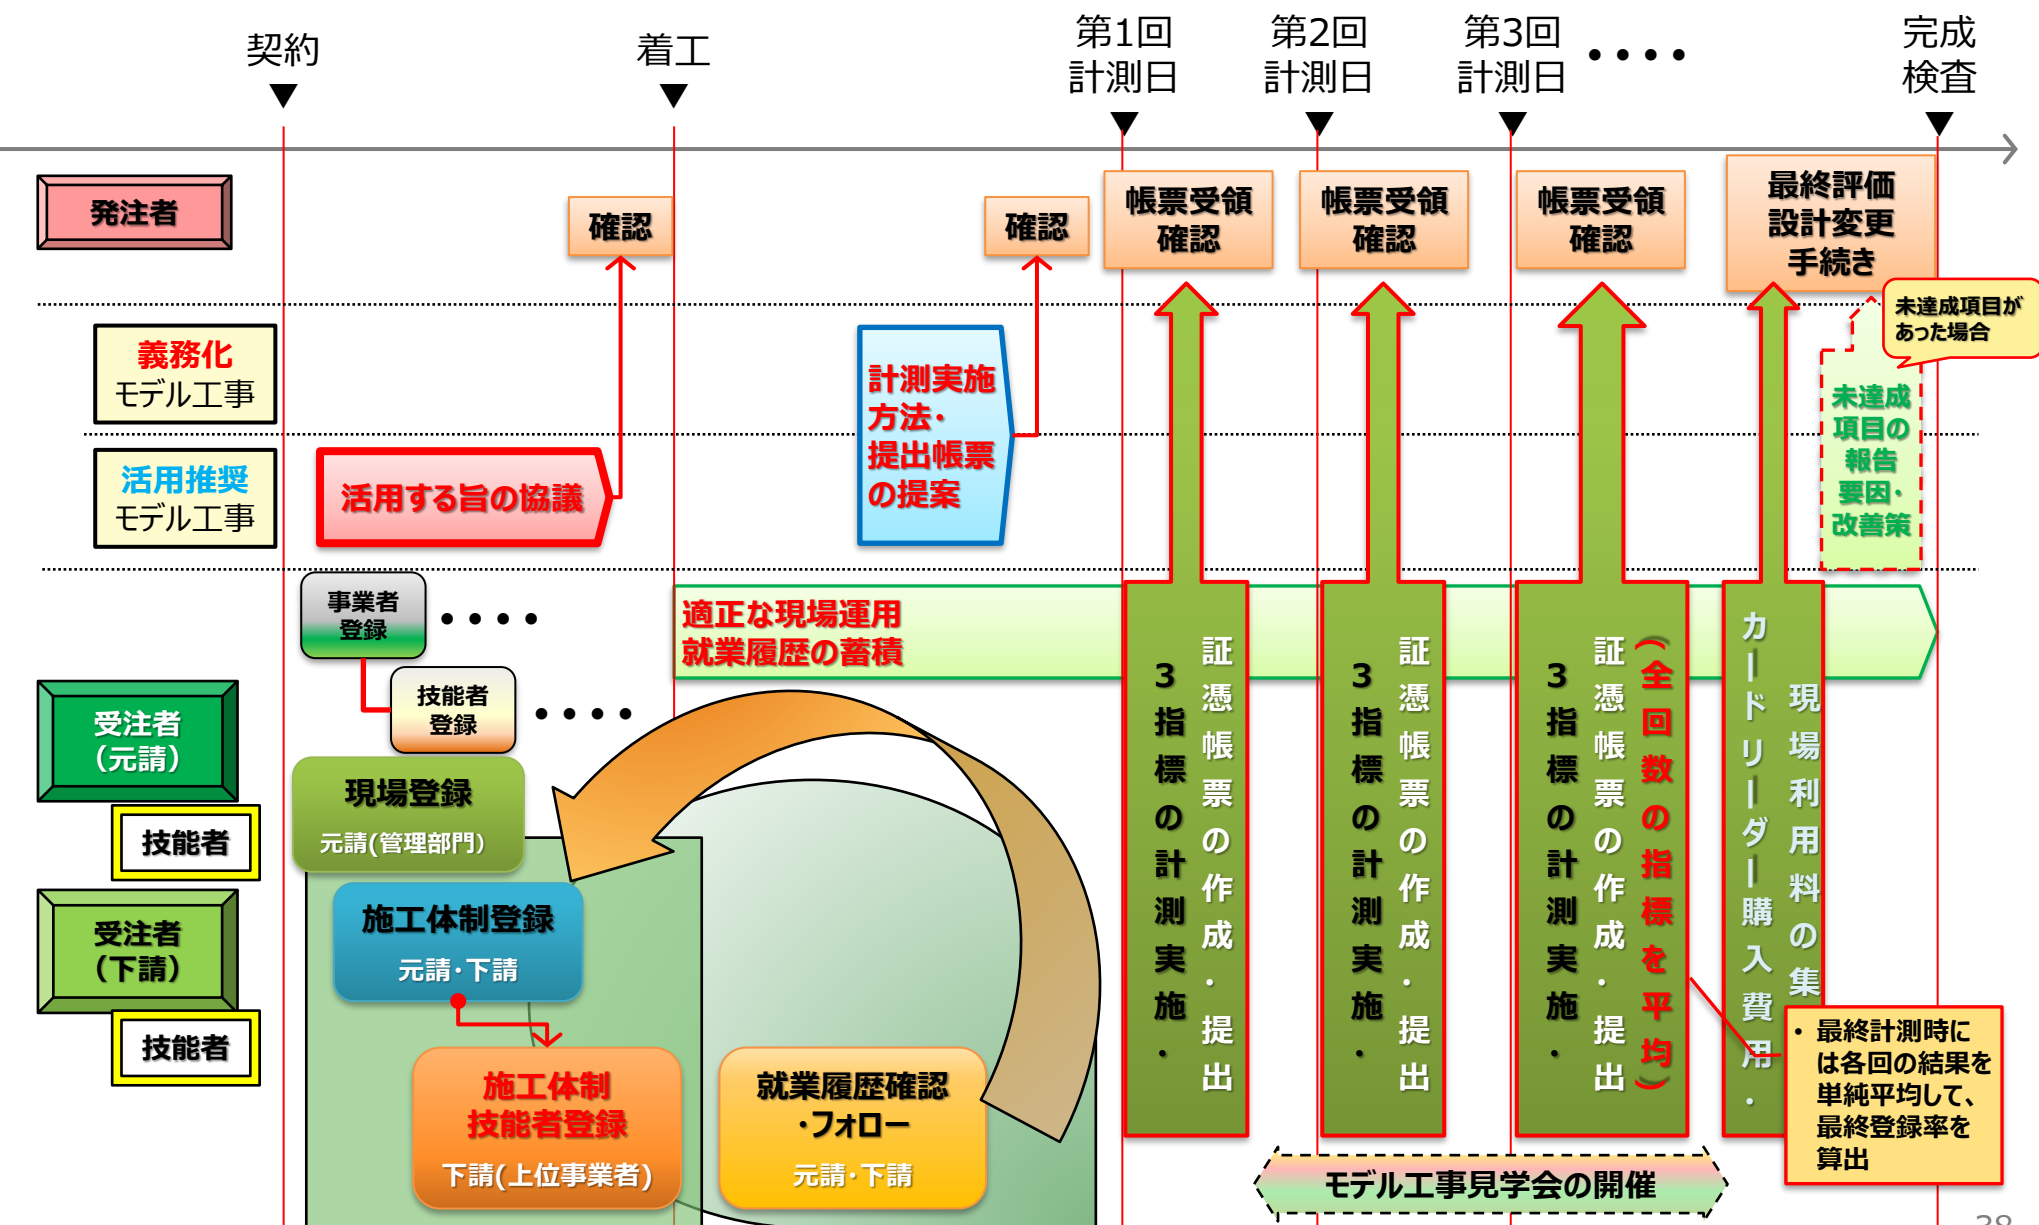 契約
着工
第1回
計測日
第2回
計測日
第3回
計測日
・・・・
完成
検査
発注者
確認
確認
帳票受領
確認
帳票受領
確認
帳票受領
確認
最終評価
設計変更
手続き
未達成項目が
あった場合
義務化
モデル工事
計測実施
方法・
提出帳票
の提案
未達成
項目の
報告
要因・
改善策
活用推奨
モデル工事
活用する旨の協議
事業者
登録
・・・・
適正な現場運用
就業履歴の蓄積
技能者
登録
・・・・
受注者
（元請）
技能者
受注者
（下請）
技能者
現場登録
元請(管理部門)
施工体制登録
元請・下請
施工体制
技能者登録
下請(上位事業者)
就業履歴確認
・フォロー
元請・下請
3指標の計測実施・
証憑帳票の作成・提出
3指標の計測実施・
証憑帳票の作成・提出
3指標の計測実施・
証憑帳票の作成・提出
（全回数の指標を平均）
カードリーダー購入費用・
現場利用料の集
・最終計測時に
は各回の結果を
単純平均して、
最終登録率を
算出
モデル工事見学会の開催